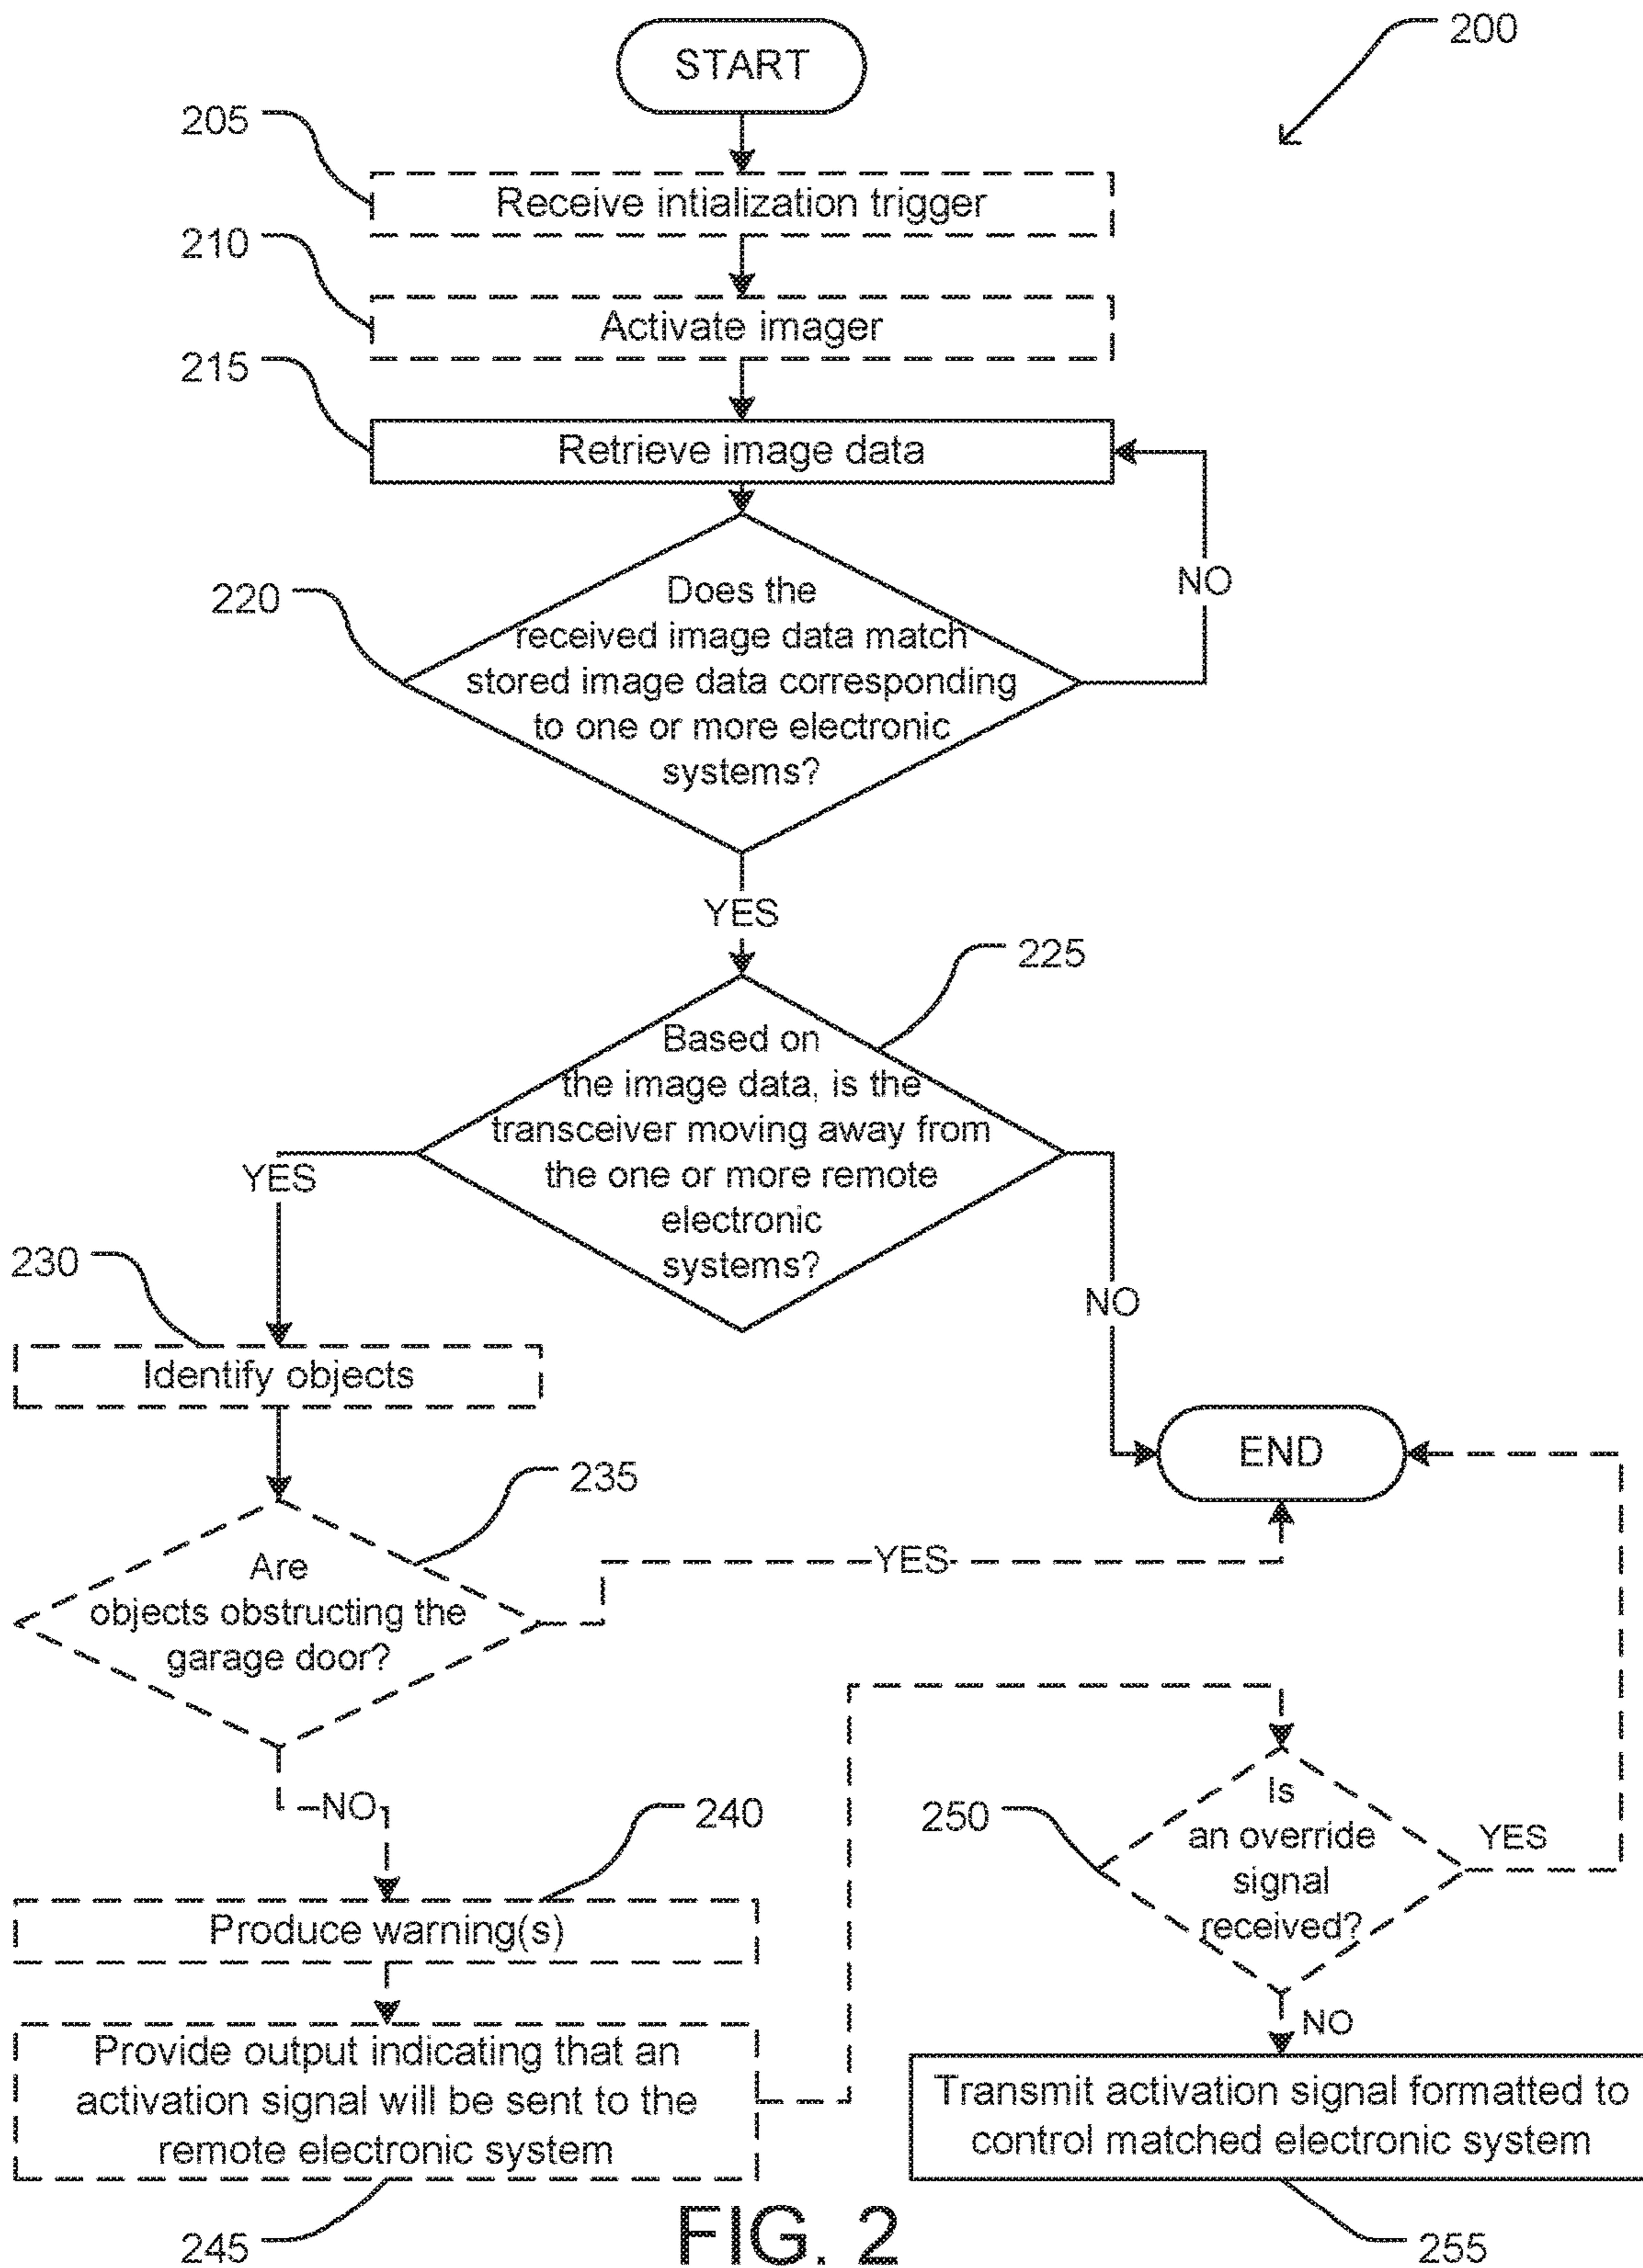 200
START
205
Receive intialization trigger
210
Activate imager
215
Retrieve image data
NO
220
Does the
received image data match
stored image data corresponding
to one or more electronic
systems?
YES
225
Based on
the image data, is the
transceiver moving away from
the one or more remote
electronic
systems?
YES
NO
230
Identify objects
END
235
Are
objects obstructing the
garage door?
YES
NO
240
Produce warning(s)
250
Is
an override
signal
received?
YES
NO
Provide output indicating that an
activation signal will be sent to the
remote electronic system
245
Transmit activation signal formatted to
control matched electronic system
255
FIG. 2